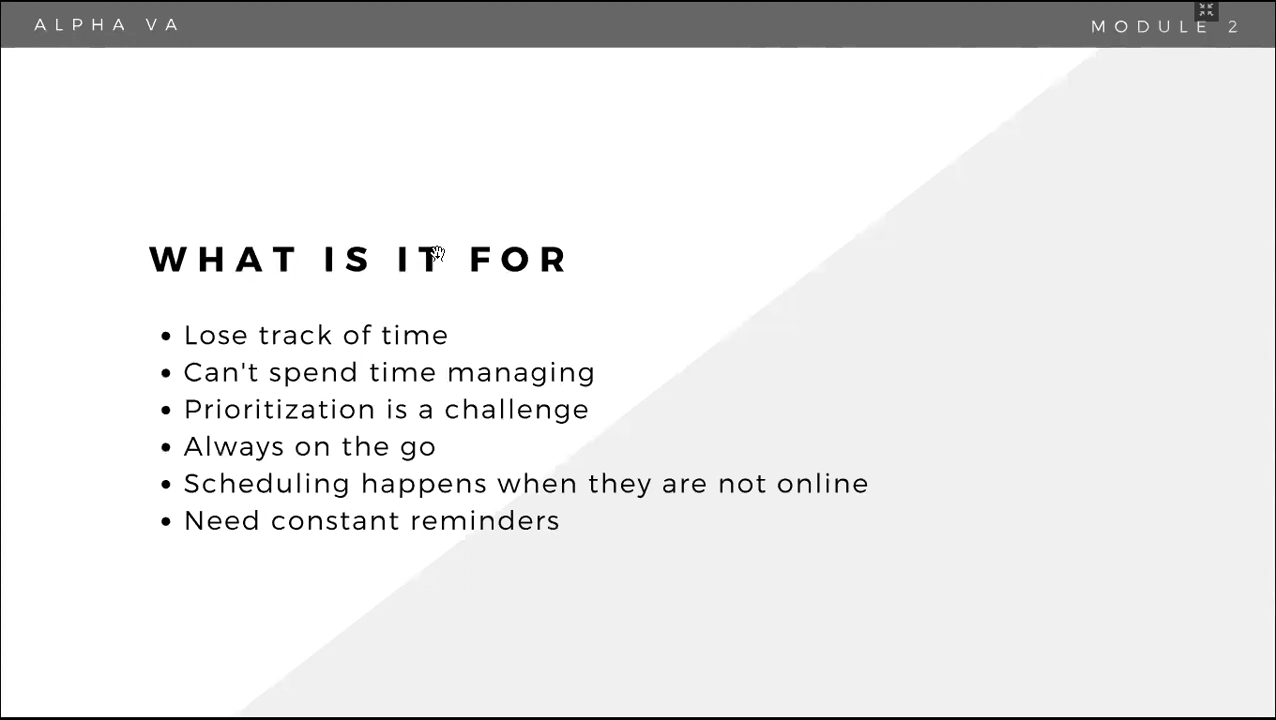 ALPHA VA
MODULE 2
WHAT IS IT FOR
• Lose track of time
• Can't spend time managing
• Prioritization is a challenge
• Always on the go
• Scheduling happens when they are not online
• Need constant reminders